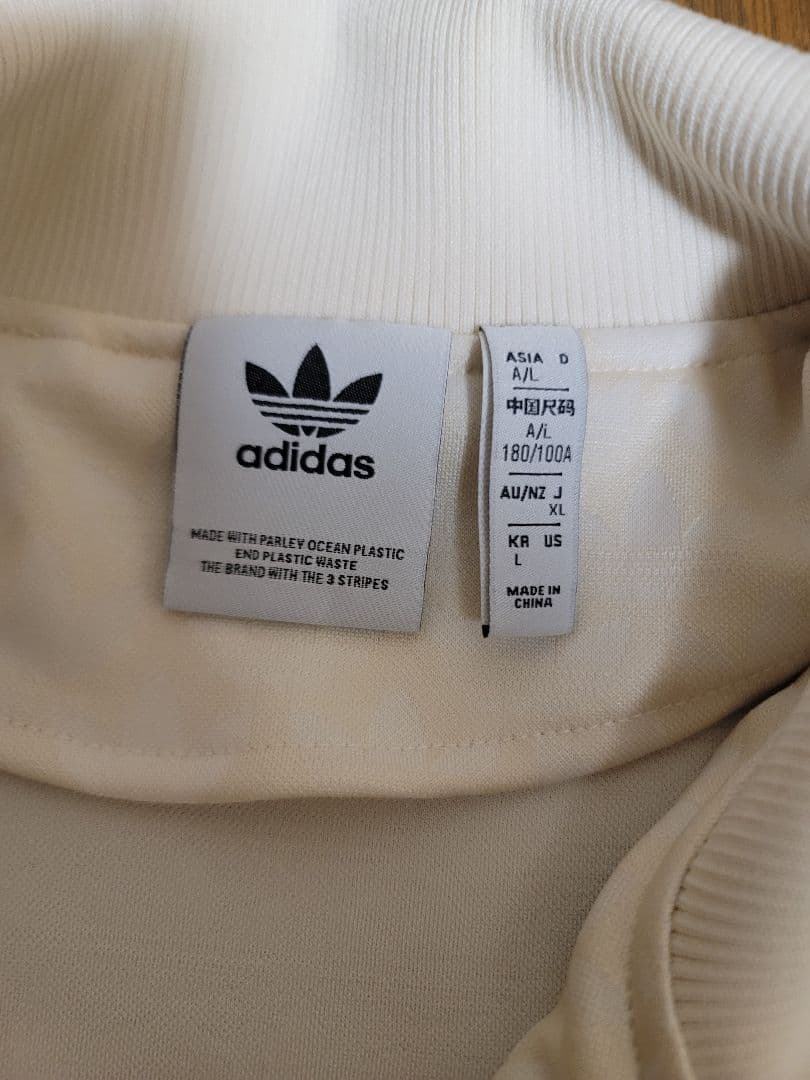 adidas
MADE WITH PARLEY OCEAN PLASTIC
END PLASTIC WASTE
THE BRAND WITH THE 3 STRIPES
ASIA D
A/L
中国尺码
A/L
180/100A
AU/NZ J
XL
KR US
L
MADE IN
CHINA